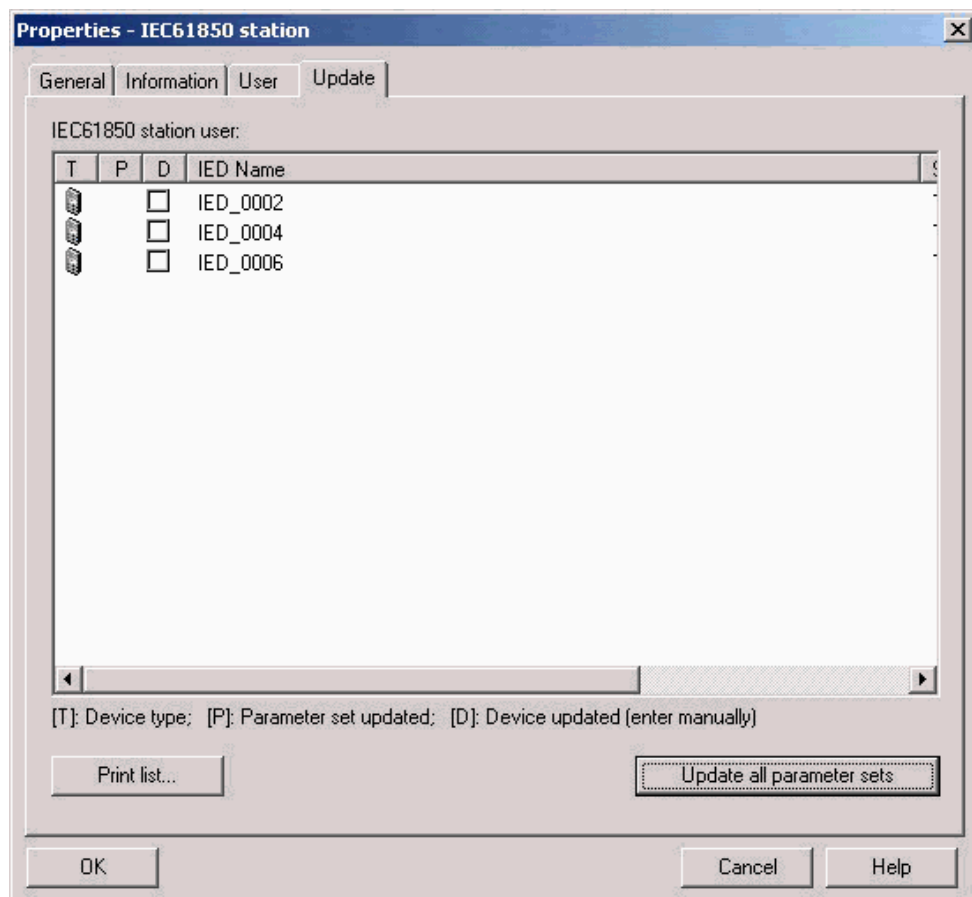 Properties - IEC61850 station
General Information User Update
IEC61850 station user:
T P D IED Name
IED_0002
IED_0004
IED_0006
[T]: Device type; [P]: Parameter set updated; [D]: Device updated (enter manually)
Print list... Update all parameter sets
OK Cancel Help